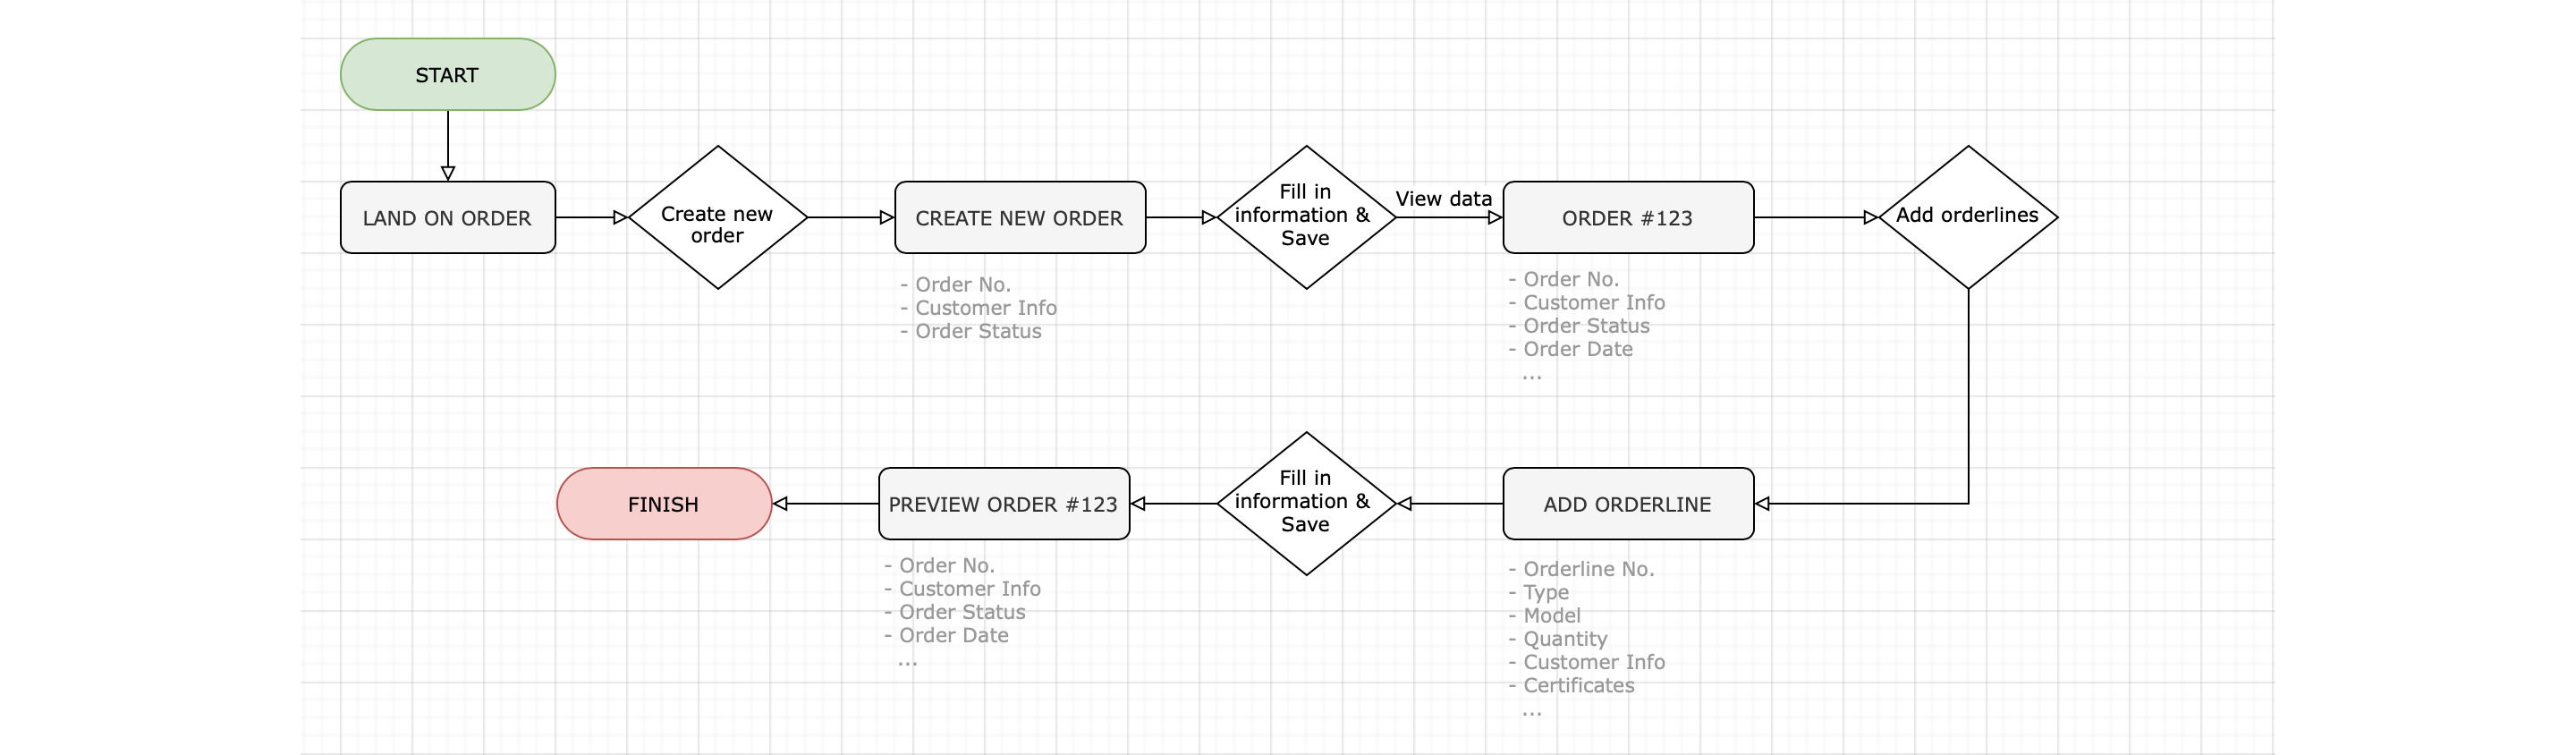 START
LAND ON ORDER
Create new
order
CREATE NEW ORDER
- Order No.
- Customer Info
- Order Status
Fill in
information &
Save
View data
ORDER #123
- Order No.
- Customer Info
- Order Status
- Order Date
...
Add orderlines
ADD ORDERLINE
- Orderline No.
- Type
- Model
- Quantity
- Customer Info
- Certificates
...
Fill in
information &
Save
PREVIEW ORDER #123
- Order No.
- Customer Info
- Order Status
- Order Date
...
FINISH